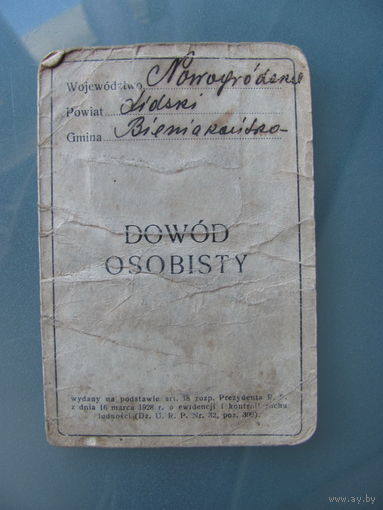 Województwo Nowogródzkie
Powiat Lidski
Gmina Bieniakońska
DOWÓD
OSOBISTY
wydany na podstawie art. 18 rozp. Prezydenta R. P.
z dnia 16 marca 1928 r. o ewidencji i kontroli ruchu
ludności (Dz. U. R. P. Nr. 32, poz. 309).
www.ay.by